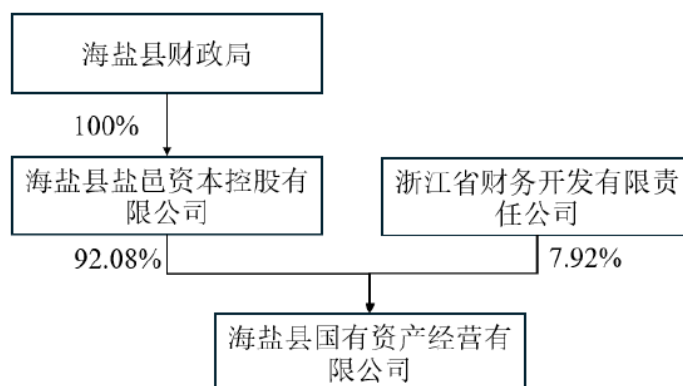 海盐县财政局
100%
海盐县盐邑资本控股有
限公司
浙江省财务开发有限责
任公司
92.08%
7.92%
海盐县国有资产经营有
限公司